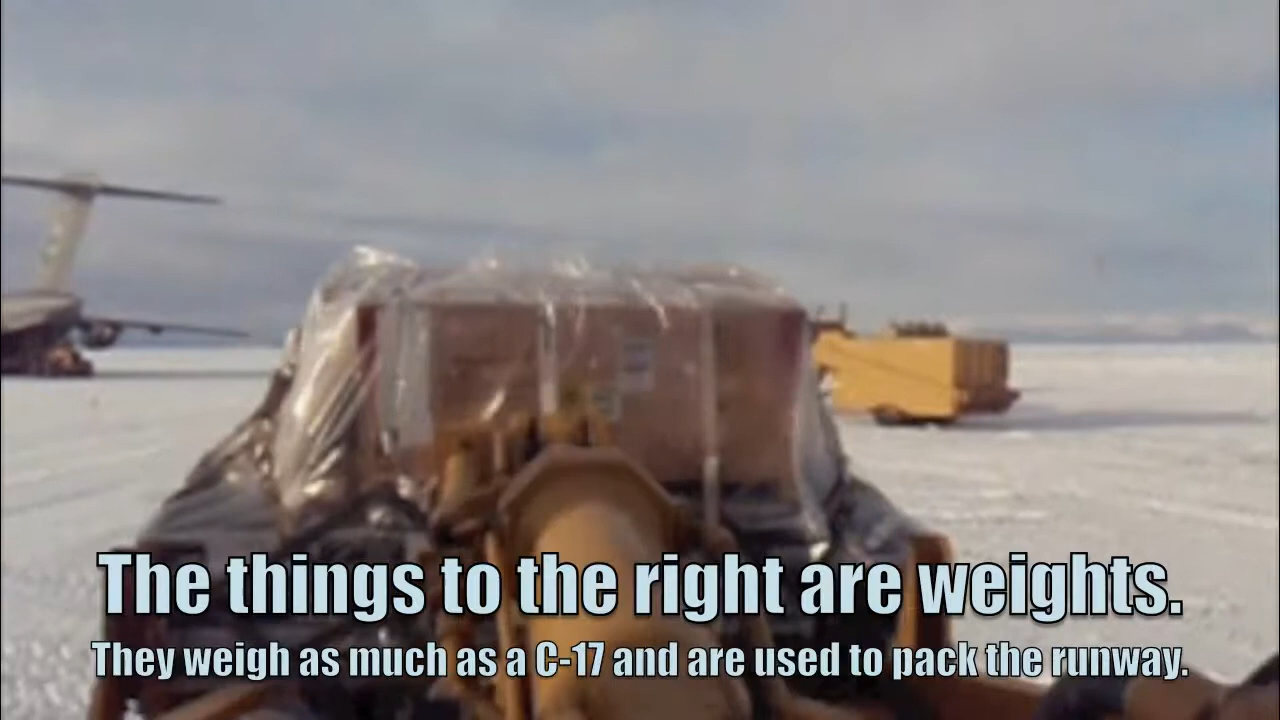 The things to the right are weights.
They weigh as much as a C-17 and are used to pack the runway.